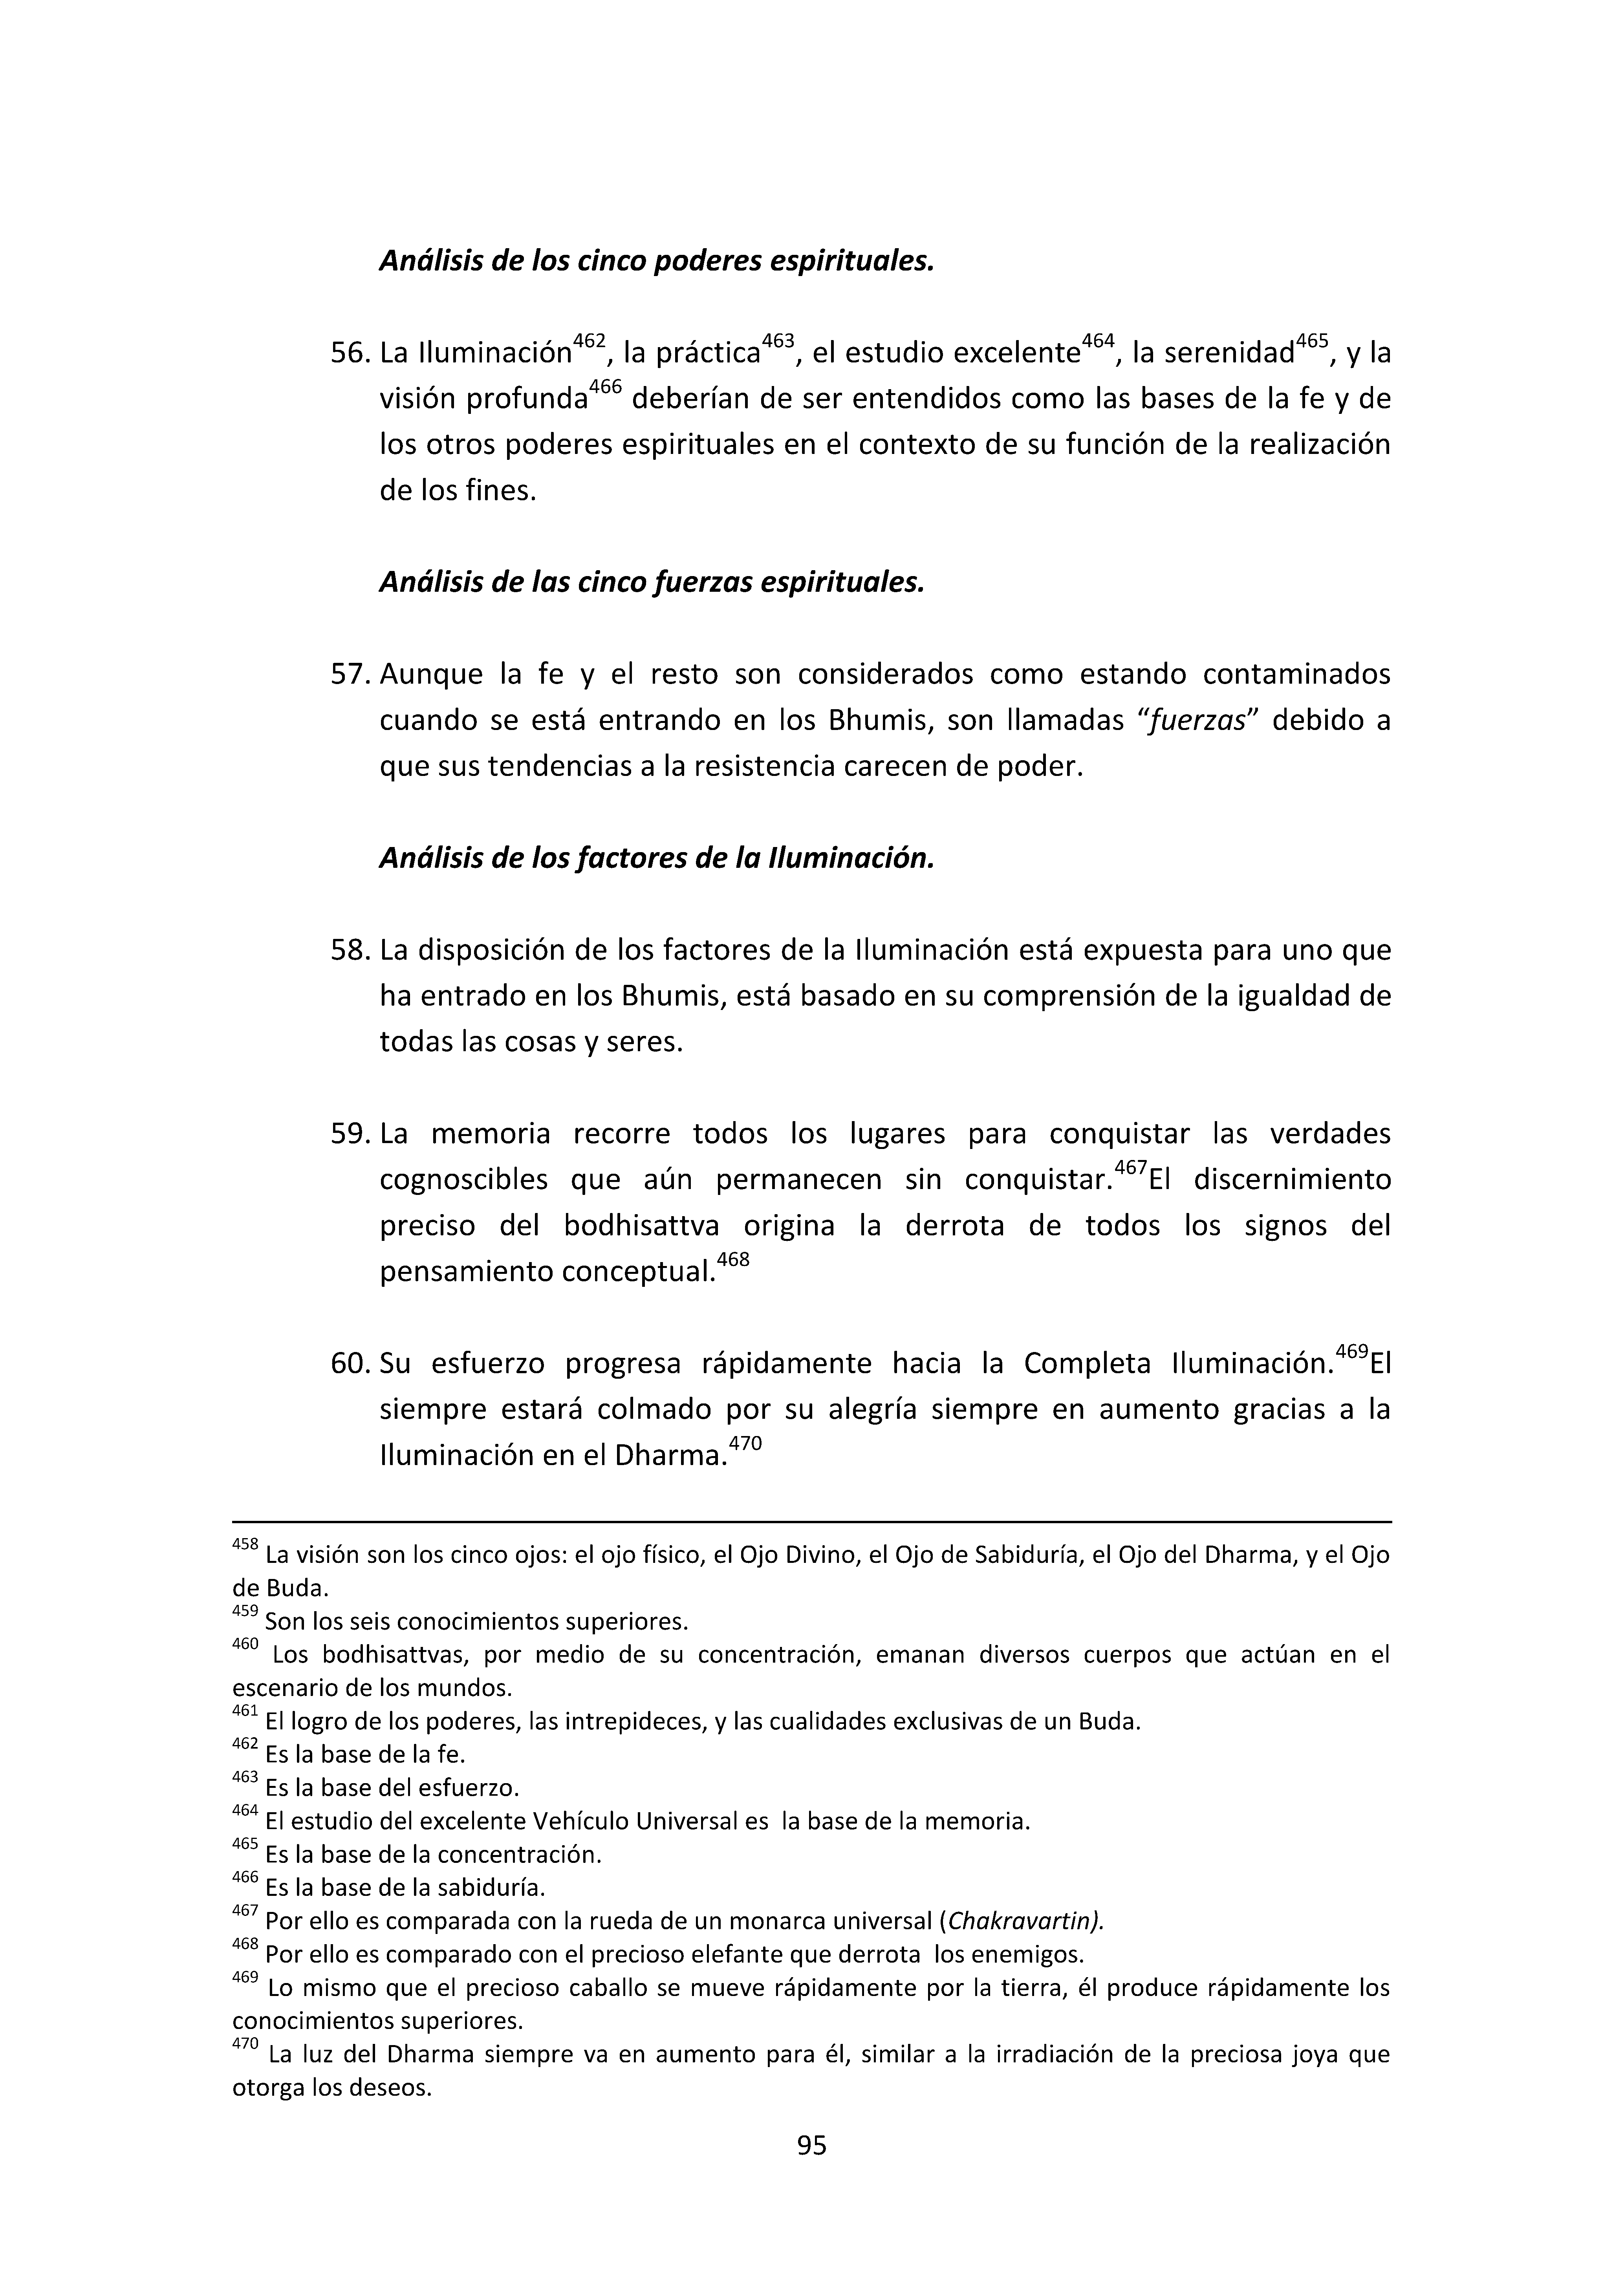 Análisis de los cinco poderes espirituales.
56. La Iluminación462, la práctica463, el estudio excelente464, la serenidad465, y la
visión profunda466 deberían de ser entendidos como las bases de la fe y de
los otros poderes espirituales en el contexto de su función de la realización
de los fines.
Análisis de las cinco fuerzas espirituales.
57. Aunque la fe y el resto son considerados como estando contaminados
cuando se está entrando en los Bhumis, son llamadas “fuerzas” debido a
que sus tendencias a la resistencia carecen de poder.
Análisis de los factores de la Iluminación.
58. La disposición de los factores de la Iluminación está expuesta para uno que
ha entrado en los Bhumis, está basado en su comprensión de la igualdad de
todas las cosas y seres.
59. La memoria recorre todos los lugares para conquistar las verdades
cognoscibles que aún permanecen sin conquistar.467El discernimiento
preciso del bodhisattva origina la derrota de todos los signos del
pensamiento conceptual.468
60. Su esfuerzo progresa rápidamente hacia la Completa Iluminación.469El
siempre estará colmado por su alegría siempre en aumento gracias a la
Iluminación en el Dharma.470
458 La visión son los cinco ojos: el ojo físico, el Ojo Divino, el Ojo de Sabiduría, el Ojo del Dharma, y el Ojo
de Buda.
459 Son los seis conocimientos superiores.
460 Los bodhisattvas, por medio de su concentración, emanan diversos cuerpos que actúan en el
escenario de los mundos.
461 El logro de los poderes, las intrepideces, y las cualidades exclusivas de un Buda.
462 Es la base de la fe.
463 Es la base del esfuerzo.
464 El estudio del excelente Vehículo Universal es la base de la memoria.
465 Es la base de la concentración.
466 Es la base de la sabiduría.
467 Por ello es comparada con la rueda de un monarca universal (Chakravartin).
468 Por ello es comparado con el precioso elefante que derrota los enemigos.
469 Lo mismo que el precioso caballo se mueve rápidamente por la tierra, él produce rápidamente los
conocimientos superiores.
470 La luz del Dharma siempre va en aumento para él, similar a la irradiación de la preciosa joya que
otorga los deseos.
95